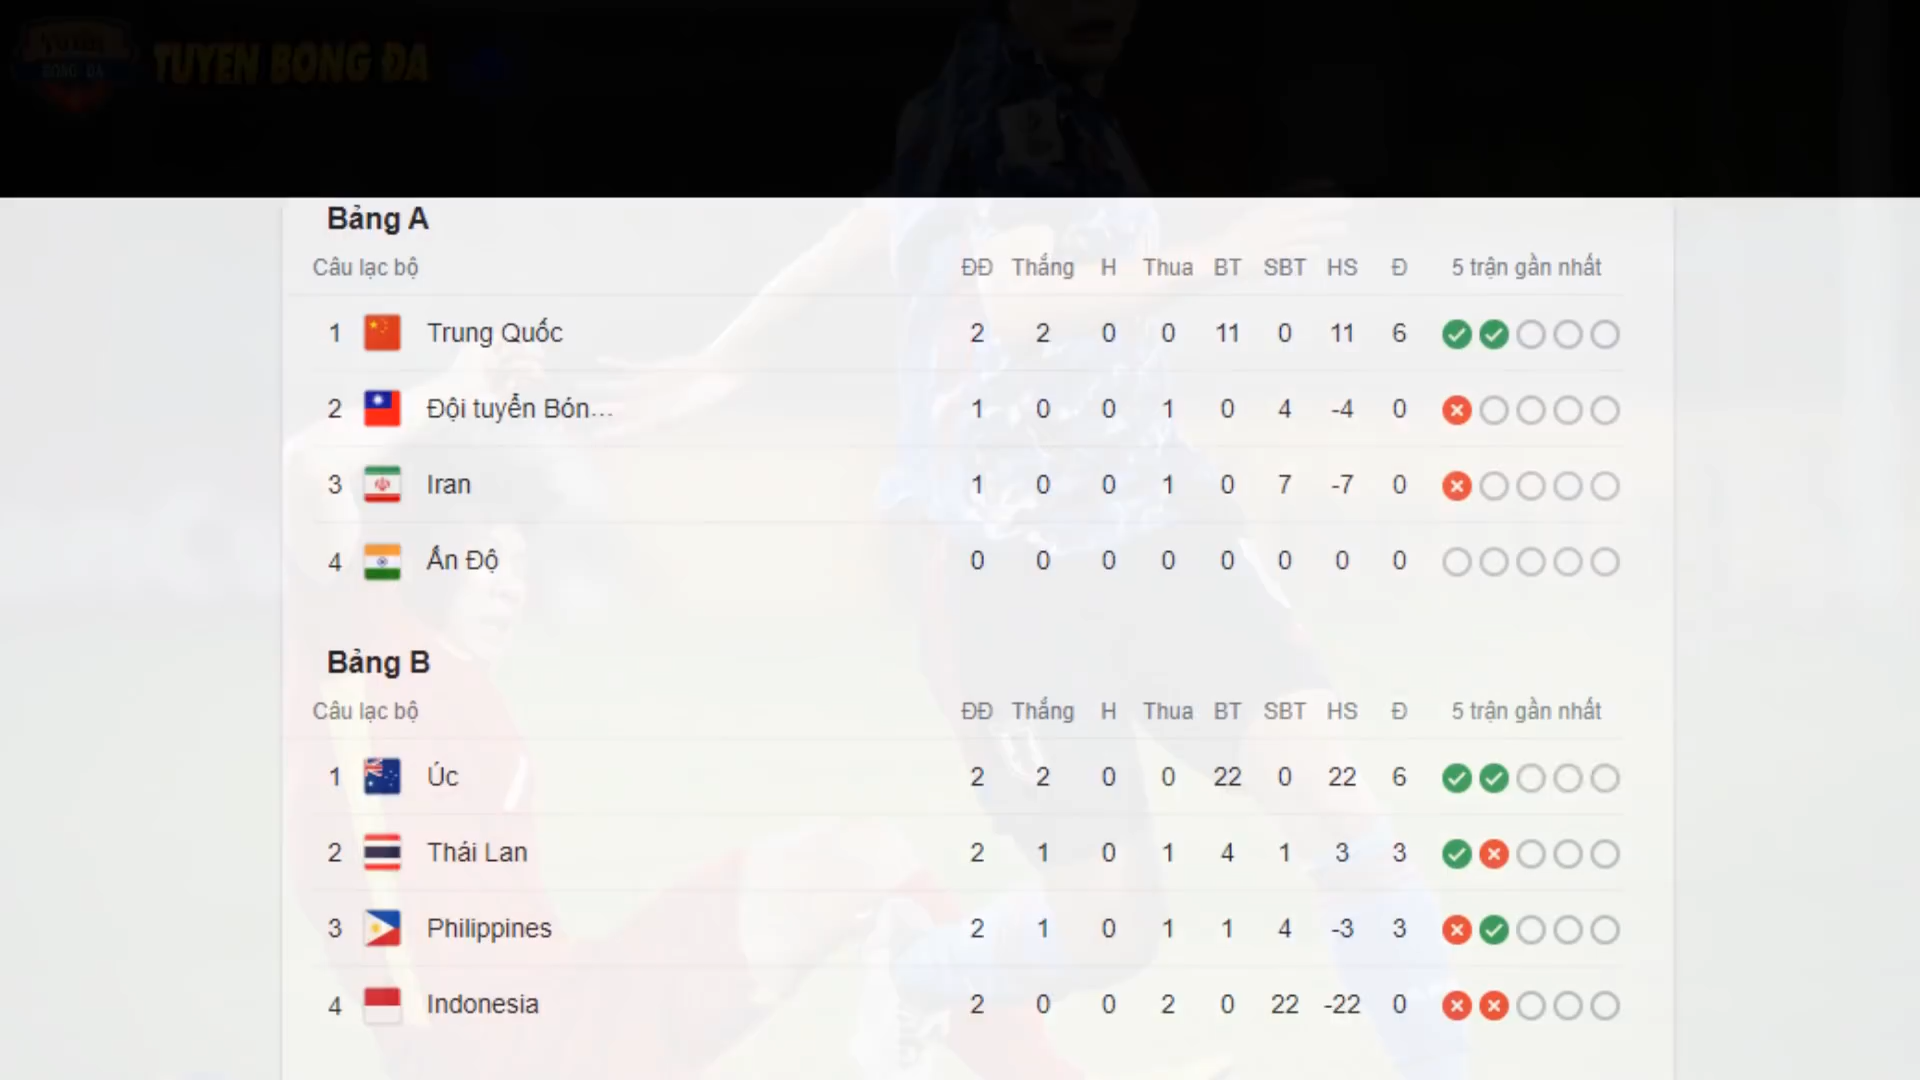 TUYEN BONG ĐA
BONG ĐA
Bảng A
Câu lạc bộ ĐĐ Thắng H Thua BT SBT HS Đ 5 trận gần nhất
1 Trung Quốc 2 2 0 0 11 0 11 6
2 Đội tuyển Bón... 1 0 0 1 0 4 -4 0
3 Iran 1 0 0 1 0 7 -7 0
4 Ấn Độ 0 0 0 0 0 0 0 0
Bảng B
Câu lạc bộ ĐĐ Thắng H Thua BT SBT HS Đ 5 trận gần nhất
1 Úc 2 2 0 0 22 0 22 6
2 Thái Lan 2 1 0 1 4 1 3 3
3 Philippines 2 1 0 1 1 4 -3 3
4 Indonesia 2 0 0 2 0 22 -22 0